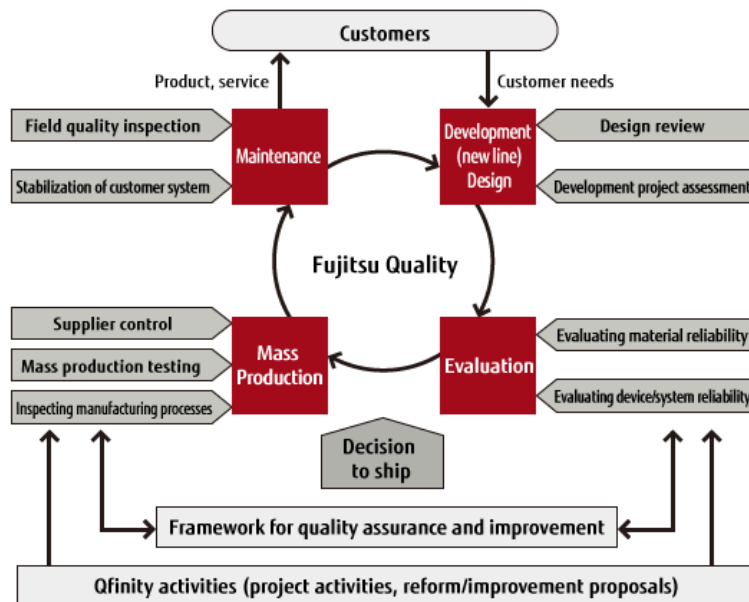 Customers
Product, service
Customer needs
Field quality inspection
Maintenance
Development
(new line)
Design
Design review
Stabilization of customer system
Development project assessment
Fujitsu Quality
Supplier control
Mass production testing
Inspecting manufacturing processes
Mass
Production
Evaluation
Evaluating material reliability
Evaluating device/system reliability
Decision
to ship
Framework for quality assurance and improvement
Qfinity activities (project activities, reform/improvement proposals)